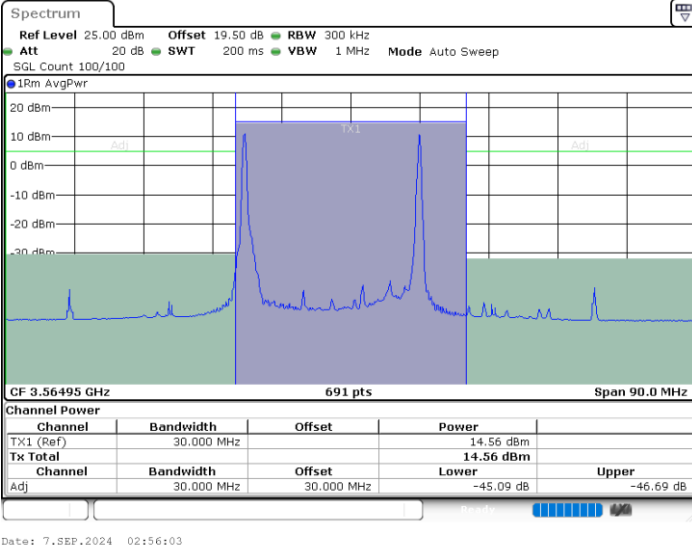 Spectrum
Ref Level 25.00 dBm Offset 19.50 dB RBW 300 kHz
Att 20 dB SWT 200 ms VBW 1 MHz Mode Auto Sweep
SGL Count 100/100
1Rm AvgPwr
20 dBm
TX1
10 dBm
Adj Adj
0 dBm
-10 dBm
-20 dBm
-30 dBm
CF 3.56495 GHz 691 pts Span 90.0 MHz
Channel Power
Channel Bandwidth Offset Power
TX1 (Ref) 30.000 MHz 14.56 dBm
Tx Total 14.56 dBm
Channel Bandwidth Offset Lower Upper
Adj 30.000 MHz 30.000 MHz -45.09 dB -46.69 dB
Ready
Date: 7.SEP.2024 02:56:03